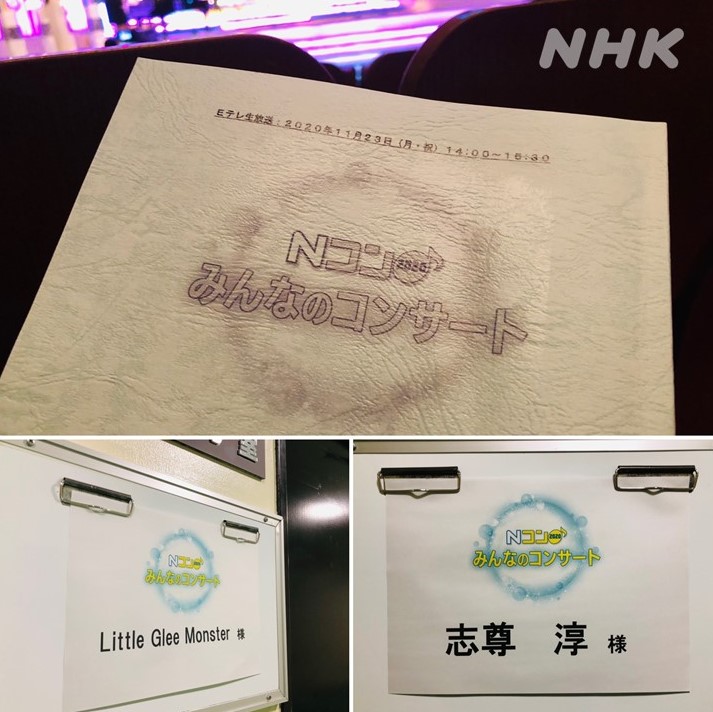 NHK
Eテレ生放送:2020年11月23日(月・祝)14:00～15:30
Nコン2020
みんなのコンサート
室
Nコン2020
みんなのコンサート
Little Glee Monster 様
Nコン2020
みんなのコンサート
志尊 淳 様